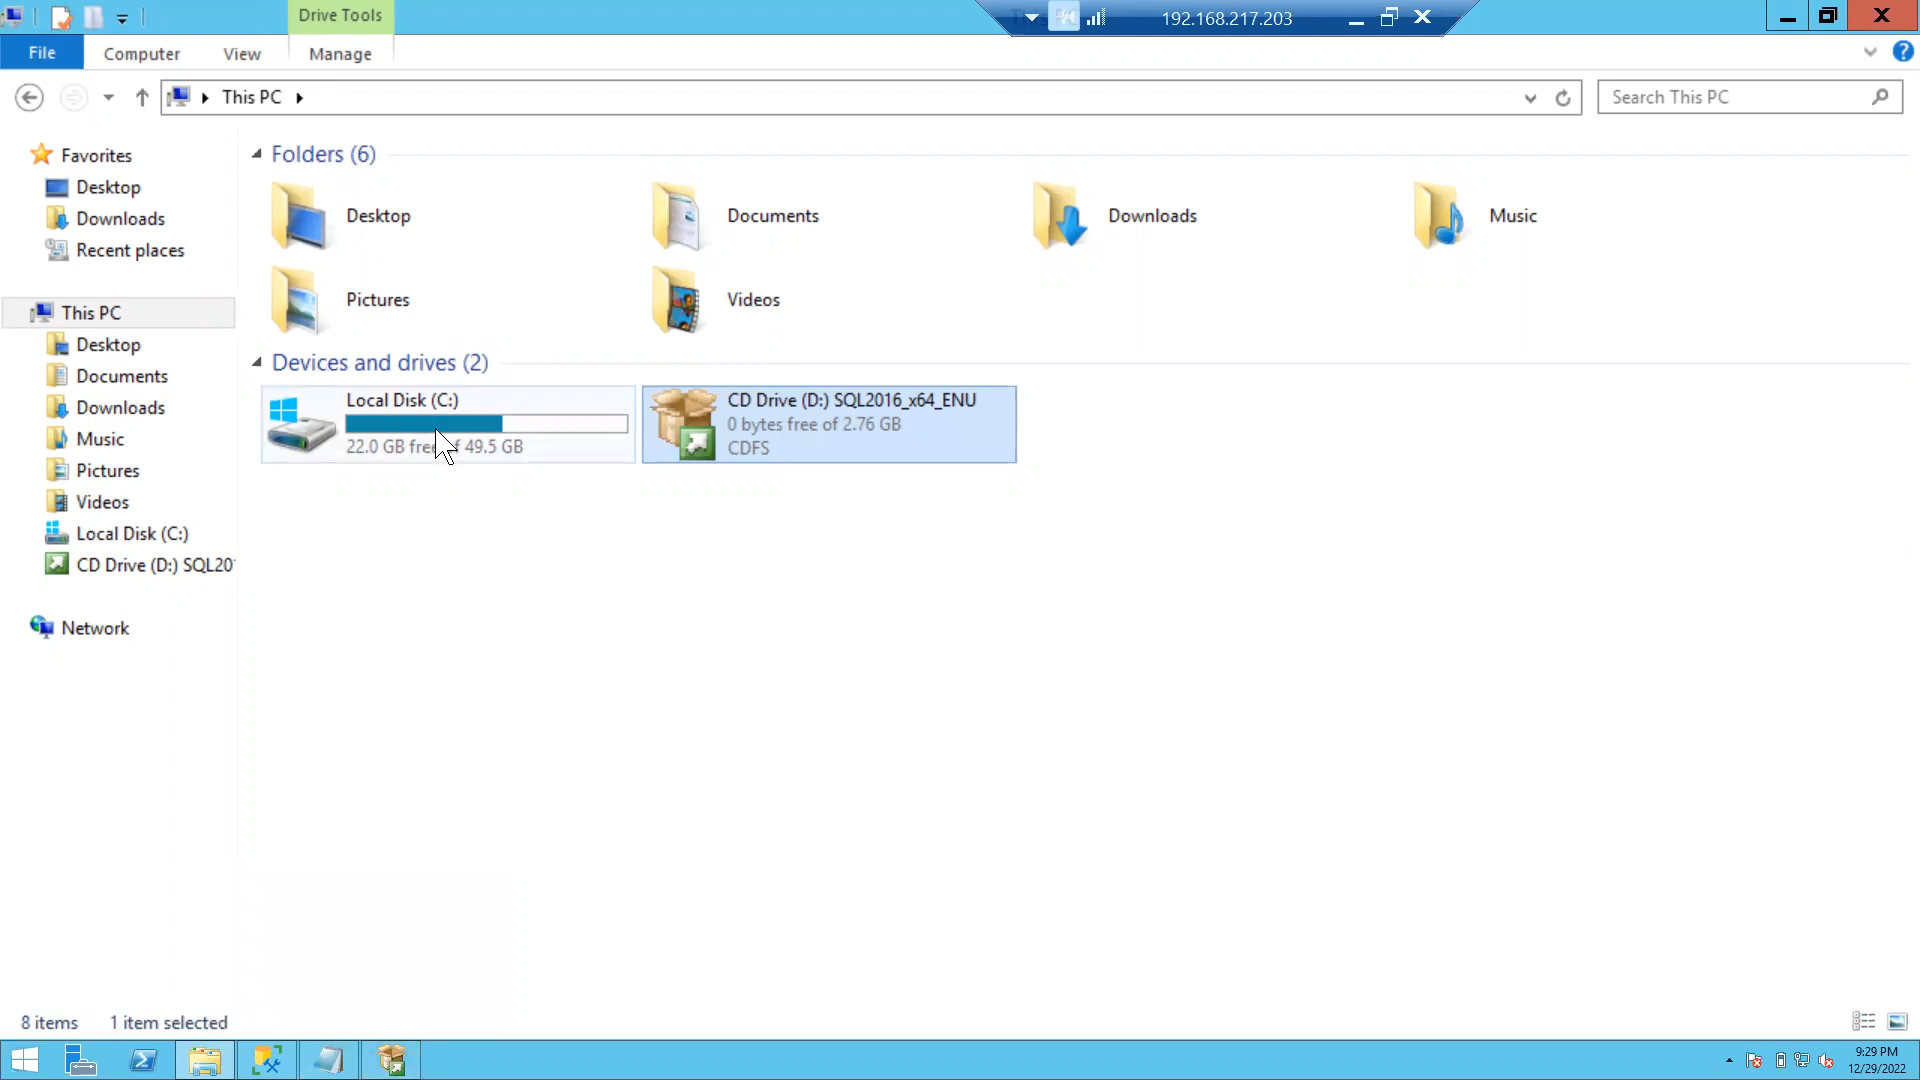 Drive Tools
192.168.217.203
File
Computer
View
Manage
This PC
Search This PC
Favorites
Desktop
Downloads
Recent places
This PC
Desktop
Documents
Downloads
Music
Pictures
Videos
Local Disk (C:)
CD Drive (D:) SQL20
Network
Folders (6)
Desktop
Documents
Downloads
Music
Pictures
Videos
Devices and drives (2)
Local Disk (C:)
22.0 GB free of 49.5 GB
CD Drive (D:) SQL2016_x64_ENU
0 bytes free of 2.76 GB
CDFS
8 items
1 item selected
9:29 PM
12/29/2022